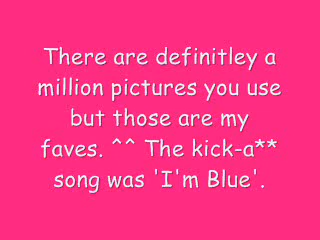 There are definitley a
million pictures you use
but those are my
faves. ^^ The kick-a**
song was 'I'm Blue'.